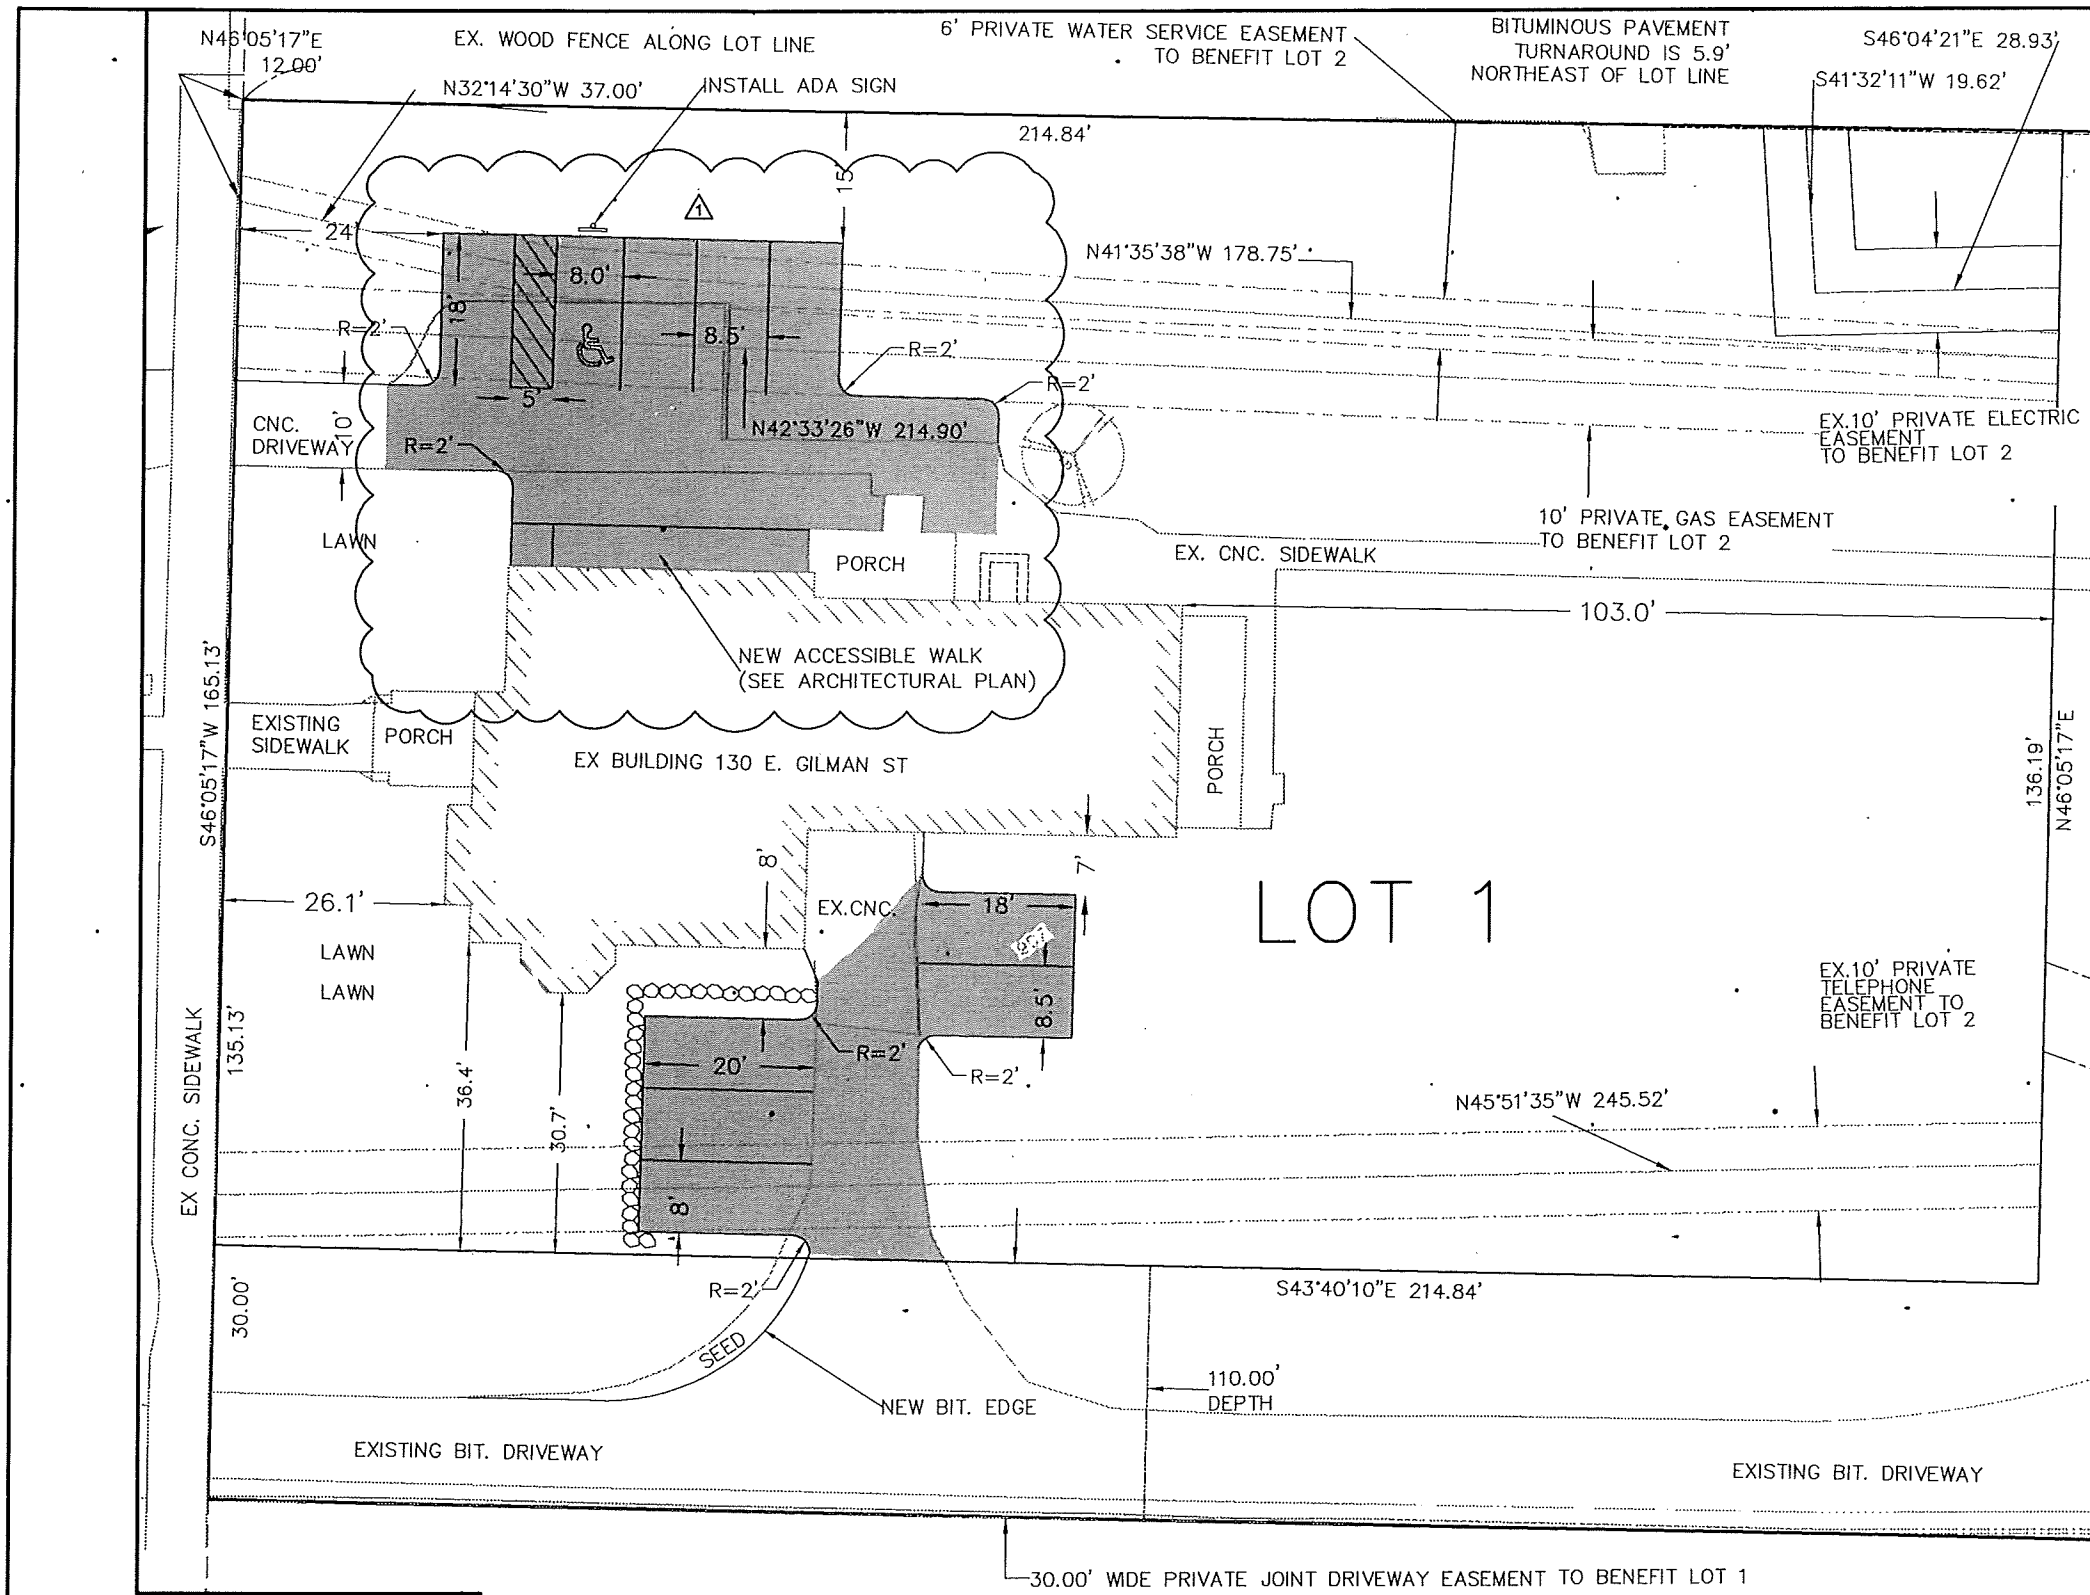 N46°05'17"E
12.00'
EX. WOOD FENCE ALONG LOT LINE
N32°14'30"W 37.00'
INSTALL ADA SIGN
6' PRIVATE WATER SERVICE EASEMENT
TO BENEFIT LOT 2
BITUMINOUS PAVEMENT
TURNAROUND IS 5.9'
NORTHEAST OF LOT LINE
S46°04'21"E 28.93'
S41°32'11"W 19.62'
214.84'
15'
1
24'
8.0'
18'
R=2'
8.5'
R=2'
R=2'
5'
N41°35'38"W 178.75'
CNC.
DRIVEWAY
10'
R=2'
N42°33'26"W 214.90'
EX.10' PRIVATE ELECTRIC
EASEMENT
TO BENEFIT LOT 2
10' PRIVATE GAS EASEMENT
TO BENEFIT LOT 2
LAWN
PORCH
EX. CNC. SIDEWALK
103.0'
NEW ACCESSIBLE WALK
(SEE ARCHITECTURAL PLAN)
S46°05'17"W 165.13'
EXISTING
SIDEWALK
PORCH
EX BUILDING 130 E. GILMAN ST
PORCH
136.19'
N46°05'17"E
8'
7'
26.1'
EX.CNC.
18'
LOT 1
LAWN
LAWN
8.5'
EX.10' PRIVATE
TELEPHONE
EASEMENT TO
BENEFIT LOT 2
EX CONC. SIDEWALK
135.13'
36.4'
30.7'
20'
R=2'
R=2'
N45°51'35"W 245.52'
8'
R=2'
S43°40'10"E 214.84'
30.00'
SEED
NEW BIT. EDGE
110.00'
DEPTH
EXISTING BIT. DRIVEWAY
EXISTING BIT. DRIVEWAY
30.00' WIDE PRIVATE JOINT DRIVEWAY EASEMENT TO BENEFIT LOT 1